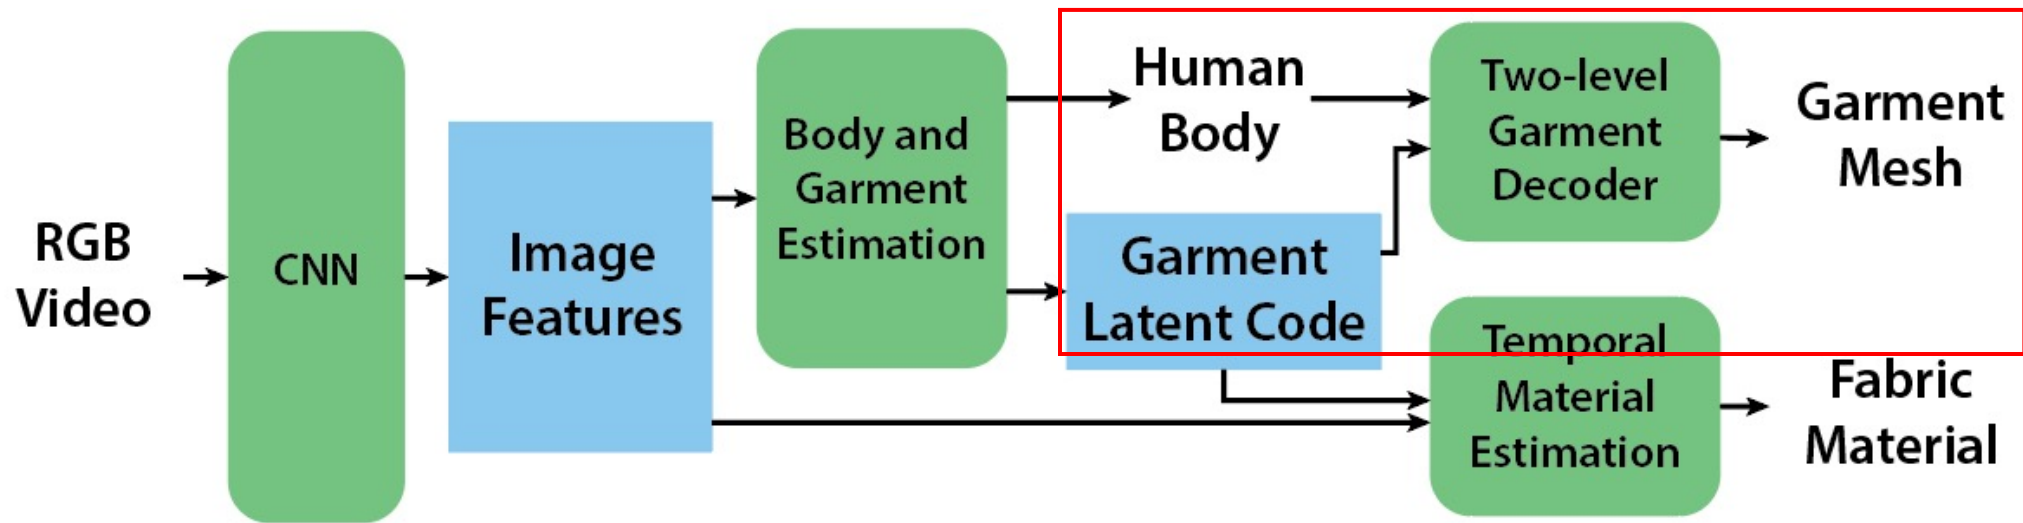 RGB
Video
CNN
Image
Features
Body and
Garment
Estimation
Human
Body
Garment
Latent Code
Two-level
Garment
Decoder
Garment
Mesh
Temporal
Material
Estimation
Fabric
Material